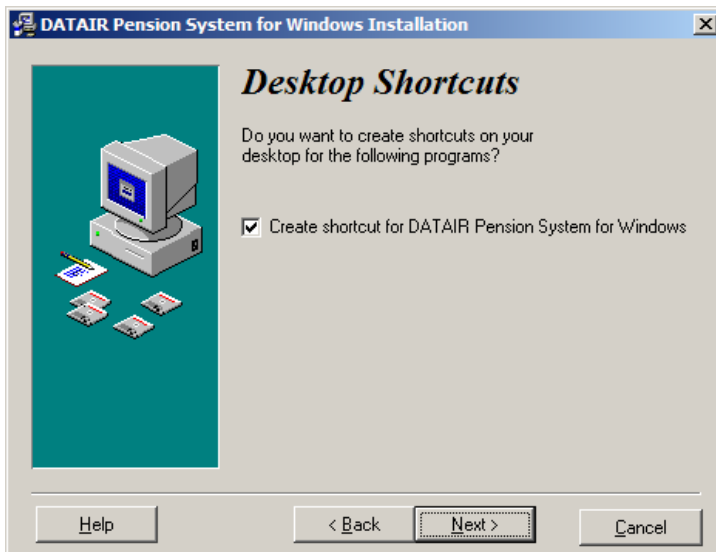 DATAIR Pension System for Windows Installation
Desktop Shortcuts
Do you want to create shortcuts on your
desktop for the following programs?
Create shortcut for DATAIR Pension System for Windows
Help
< Back
Next >
Cancel